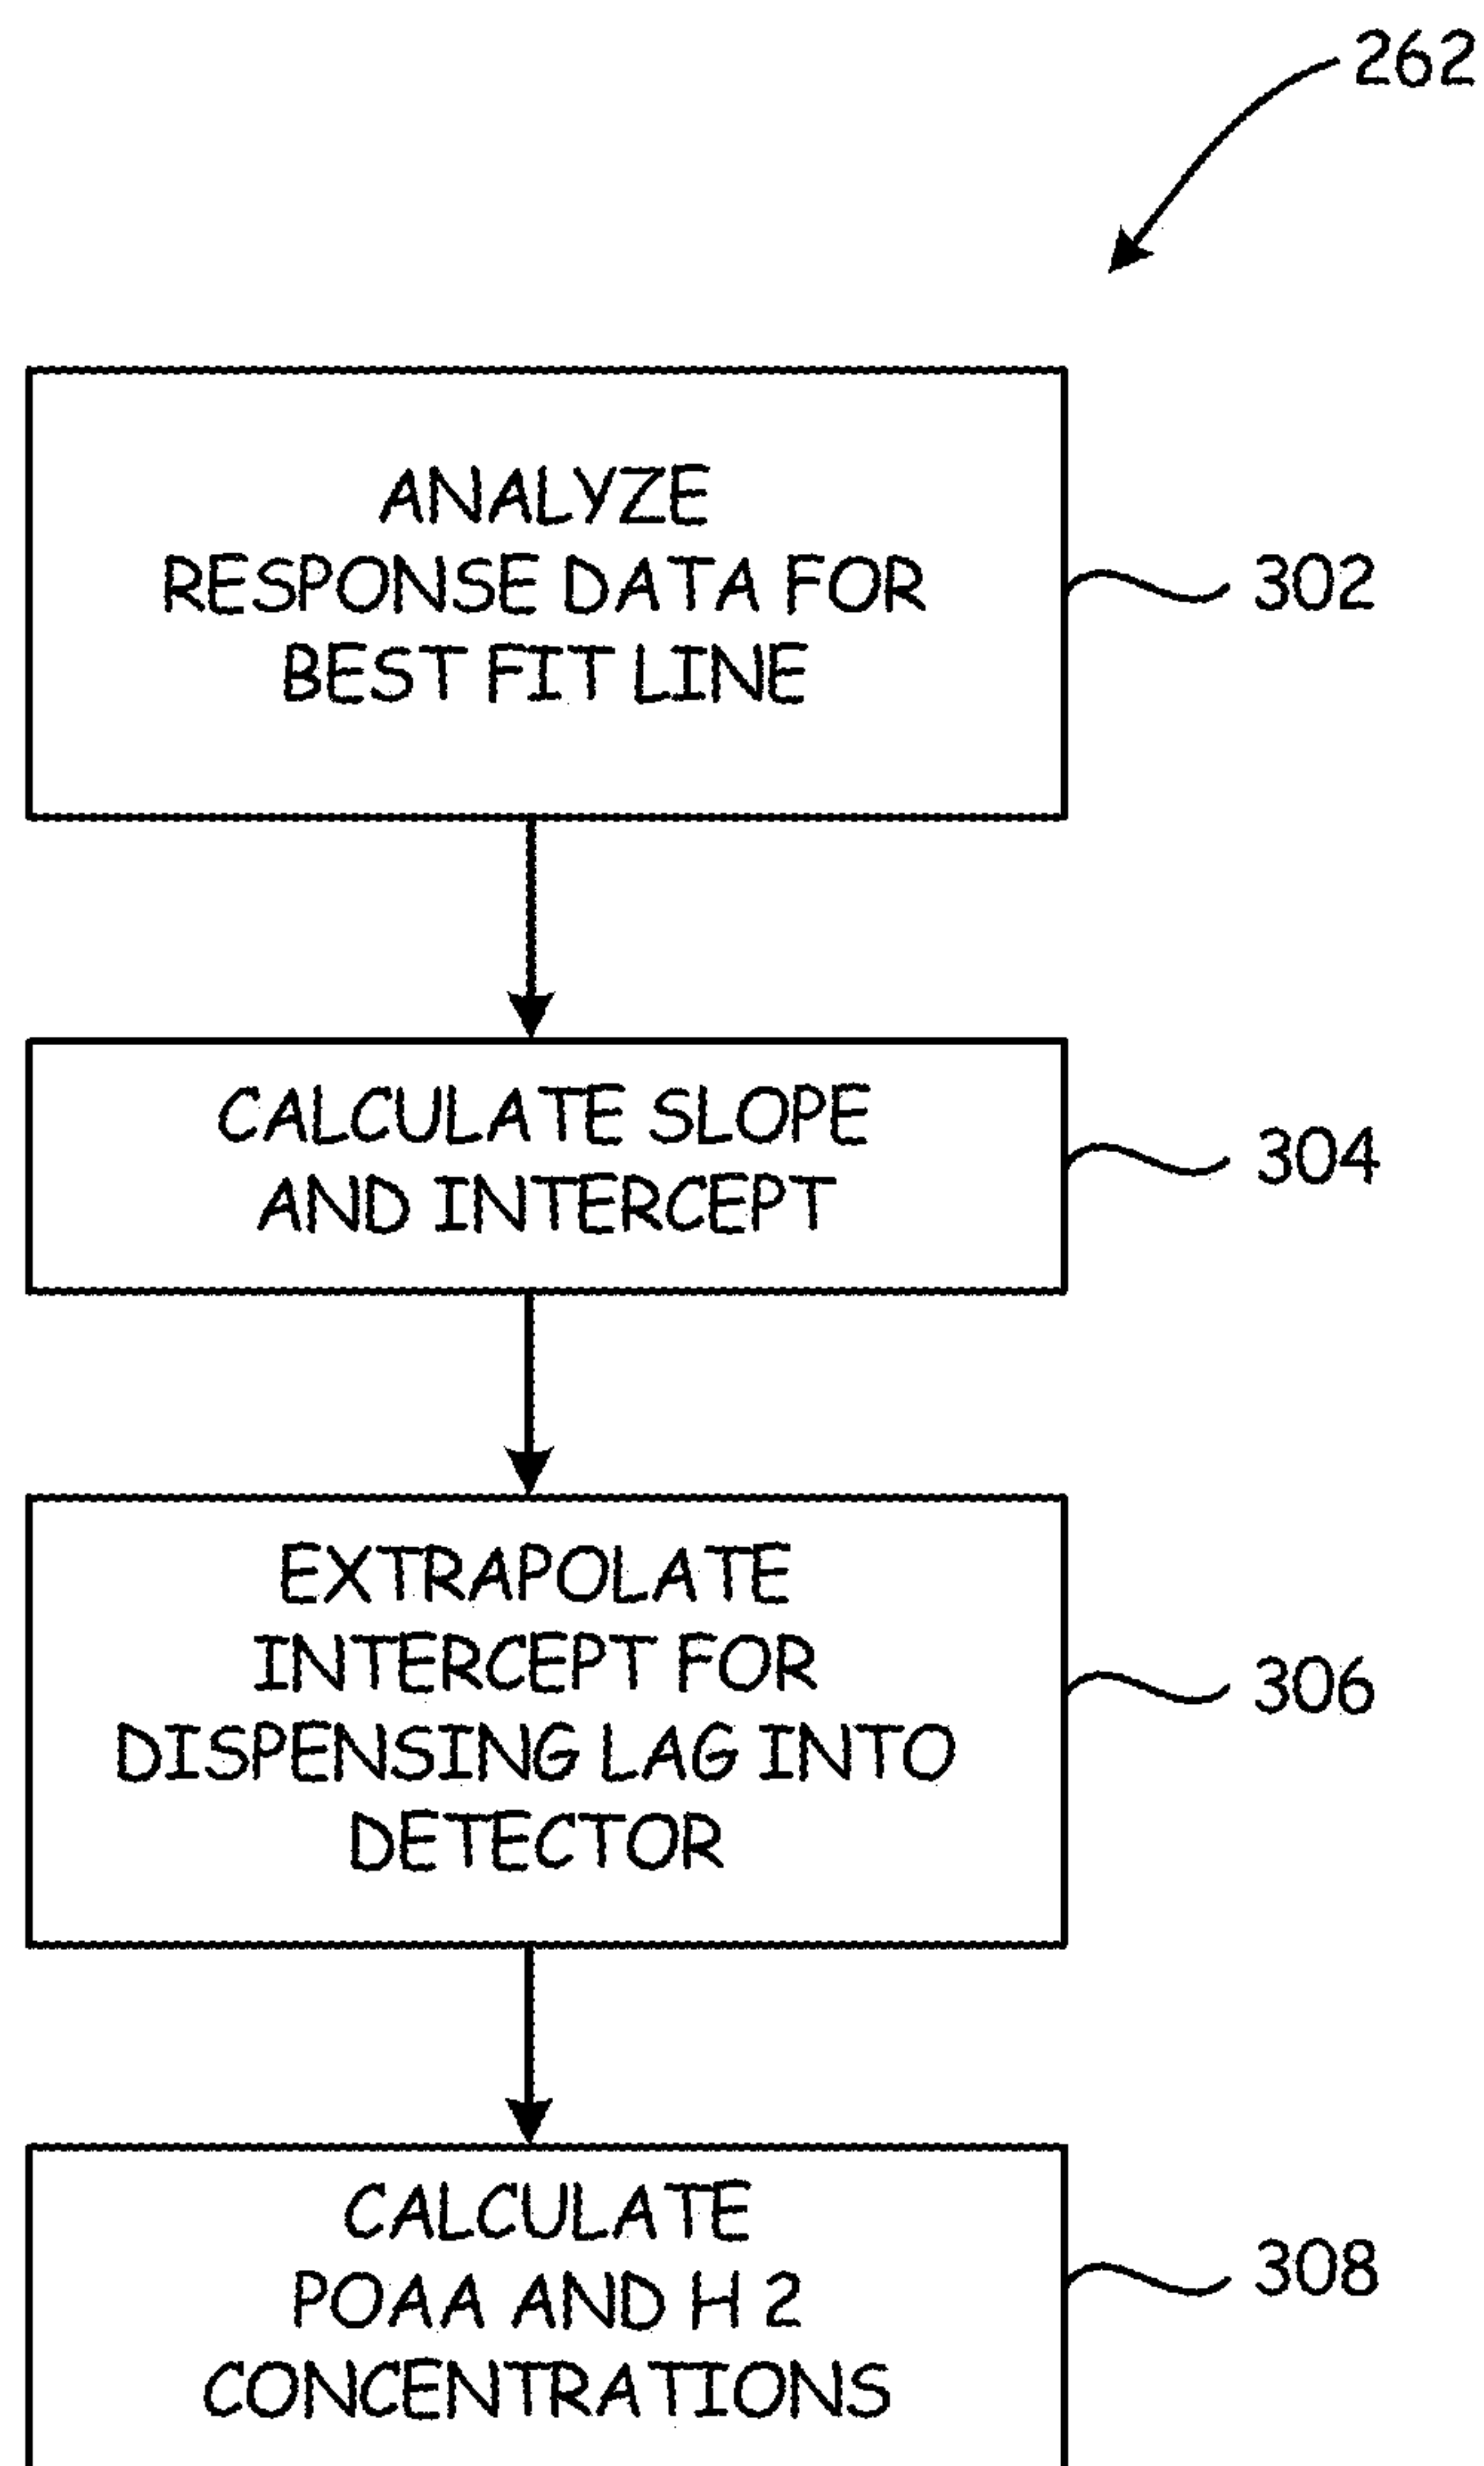 262
ANALYZE
RESPONSE DATA FOR
BEST FIT LINE
302
CALCULATE SLOPE
AND INTERCEPT
304
EXTRAPOLATE
INTERCEPT FOR
DISPENSING LAG INTO
DETECTOR
306
CALCULATE
POAA AND H 2
CONCENTRATIONS
308